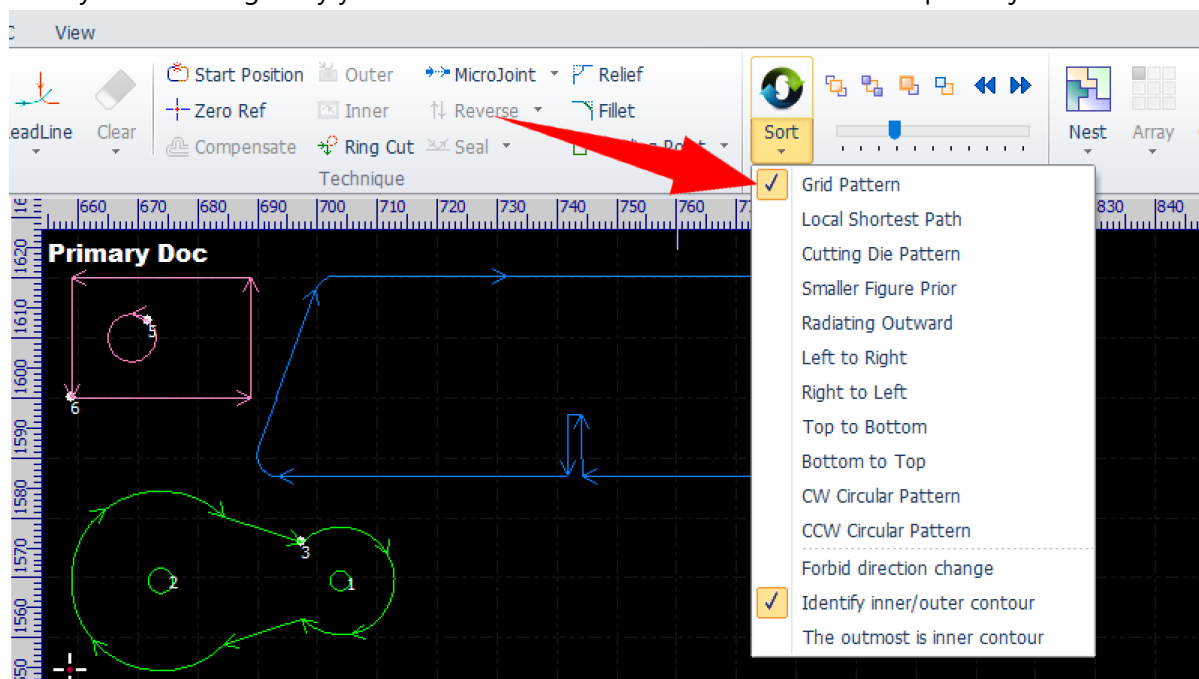 View
Start Position Outer MicroJoint Relief
Zero Ref Inner Reverse Fillet
LeadLine Clear Sort Nest Array
Compensate Ring Cut Seal
Technique
660 670 680 690 700 710 720 730 740 750 760 830 840
Grid Pattern
Local Shortest Path
Cutting Die Pattern
Smaller Figure Prior
Radiating Outward
Left to Right
Right to Left
Top to Bottom
Bottom to Top
CW Circular Pattern
CCW Circular Pattern
Forbid direction change
Identify inner/outer contour
The outmost is inner contour
1620
1610
1600
1590
1580
1570
1560
Primary Doc
5
6
3
2
1